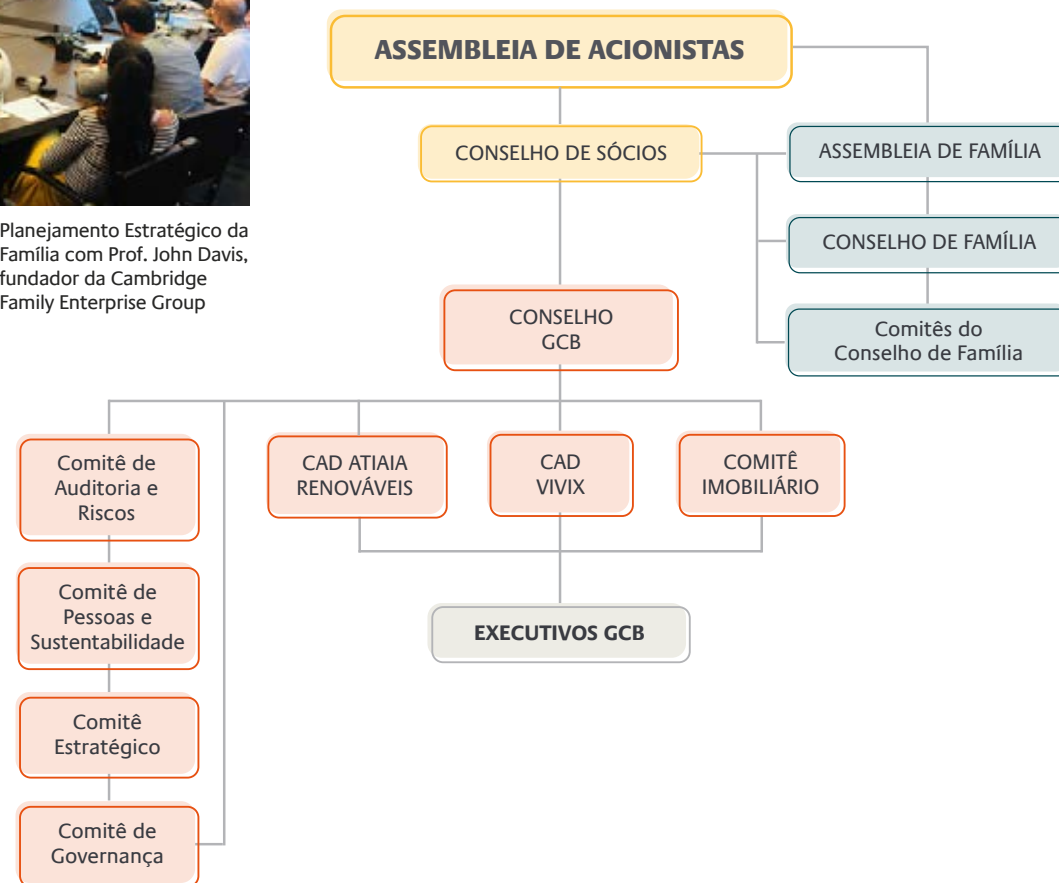 ASSEMBLEIA DE ACIONISTAS
CONSELHO DE SÓCIOS
ASSEMBLEIA DE FAMÍLIA
CONSELHO DE FAMÍLIA
Comitês do
Conselho de Família
Planejamento Estratégico da
Família com Prof. John Davis,
fundador da Cambridge
Family Enterprise Group
CONSELHO
GCB
Comitê de
Auditoria e
Riscos
CAD ATIAIA
RENOVÁVEIS
CAD
VIVIX
COMITÊ
IMOBILIÁRIO
Comitê de
Pessoas e
Sustentabilidade
EXECUTIVOS GCB
Comitê
Estratégico
Comitê de
Governança